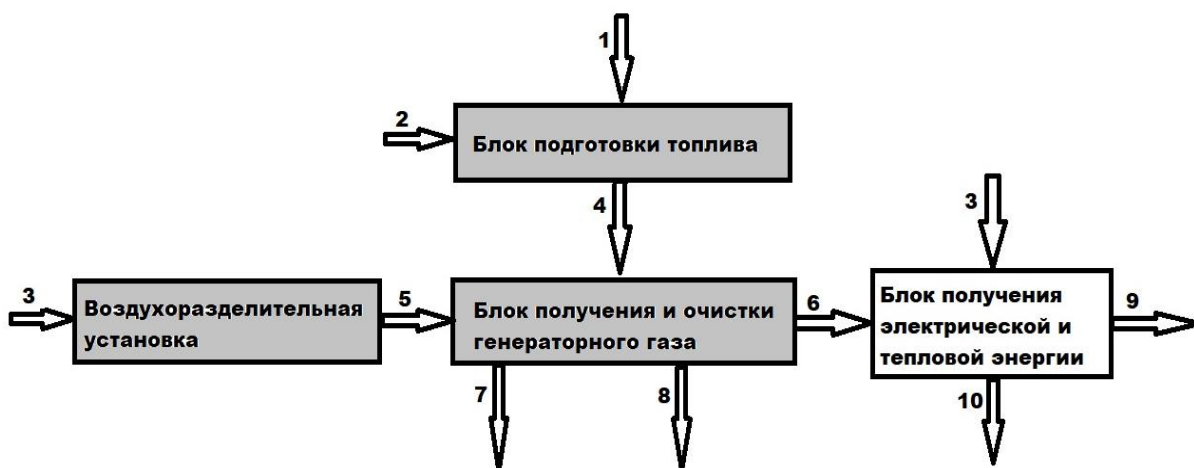 1
2
Блок подготовки топлива
4
3
3
Воздухоразделительная
установка
5
Блок получения и очистки
генераторного газа
6
Блок получения
электрической и
тепловой энергии
9
7
8
10